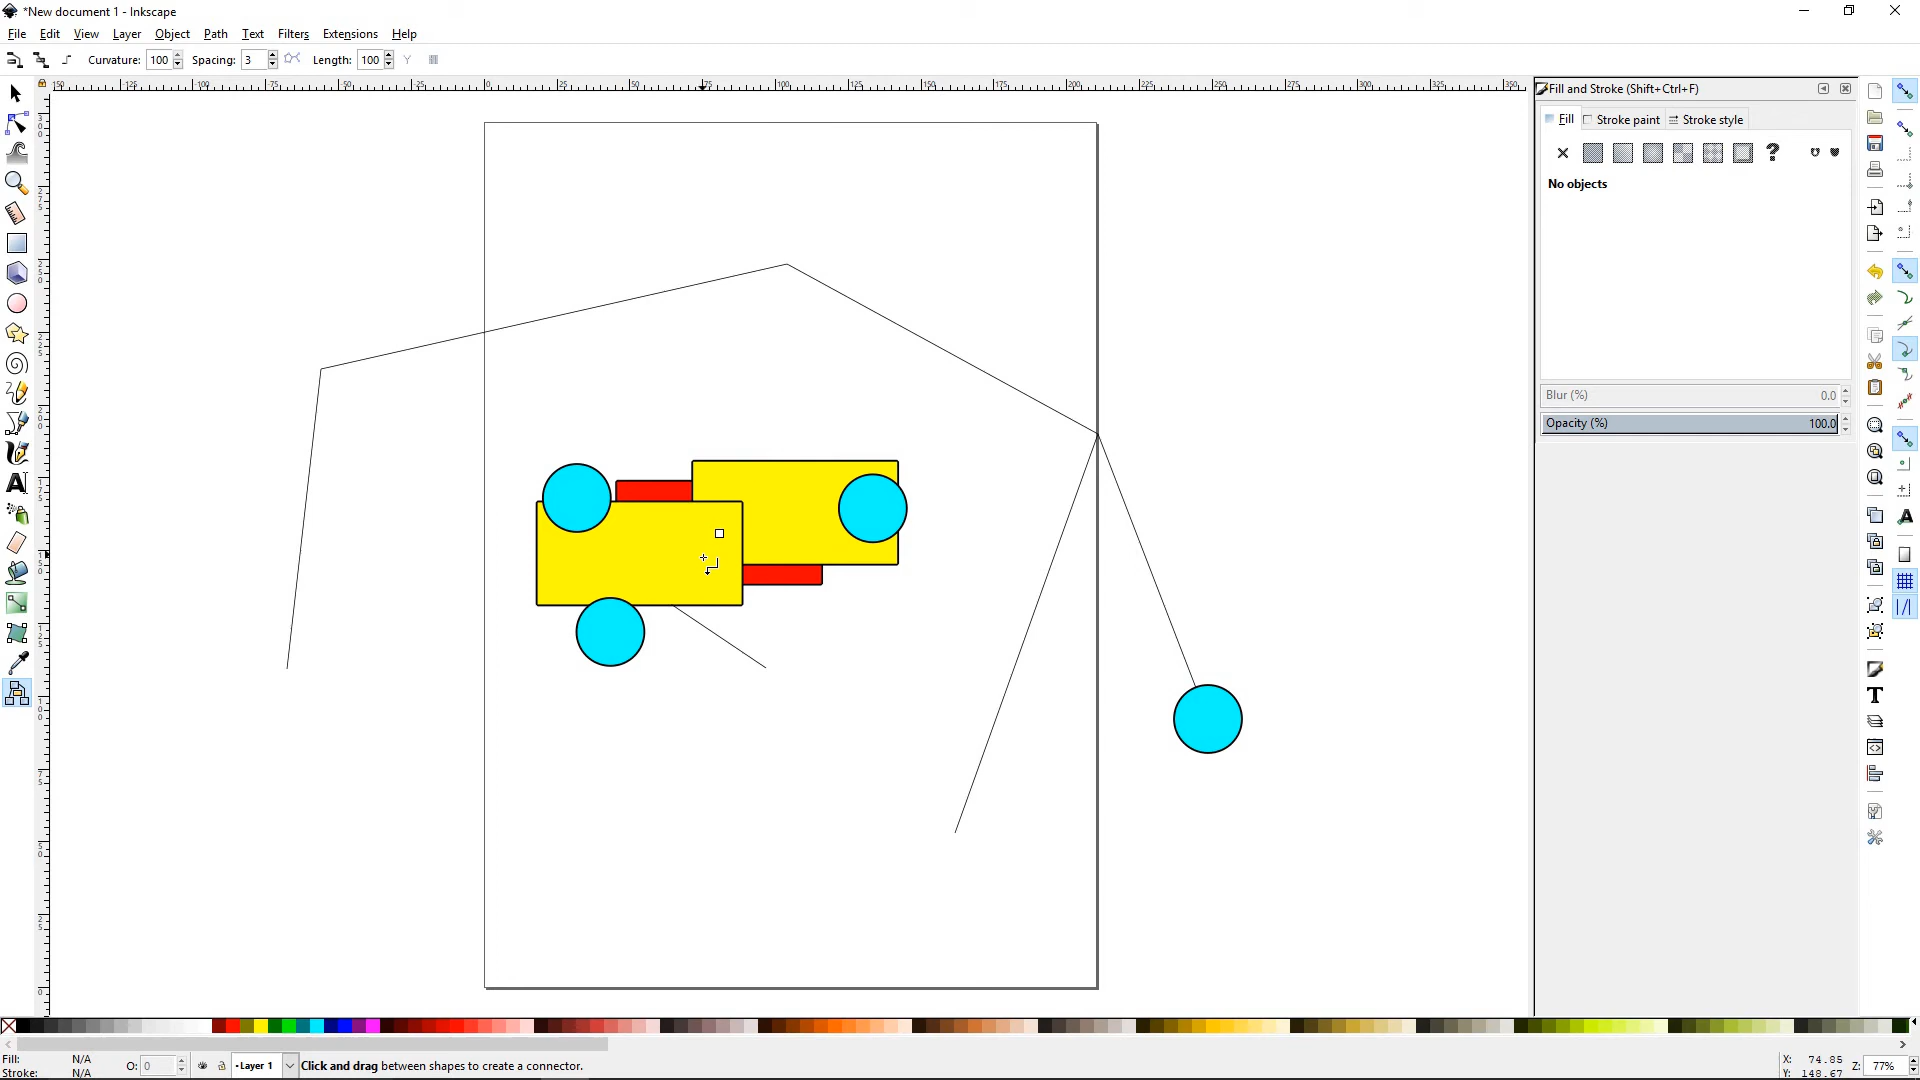 *New document 1 - Inkscape
File Edit View Layer Object Path Text Filters Extensions Help
Curvature: 100 Spacing: 3 Length: 100
Fill and Stroke (Shift+Ctrl+F)
Fill Stroke paint Stroke style
No objects
Blur (%) 0.0
Opacity (%) 100.0
Fill: N/A
Stroke: N/A
O: 0
•Layer 1
Click and drag between shapes to create a connector.
X: 74.85
Y: 148.67
Z: 77%